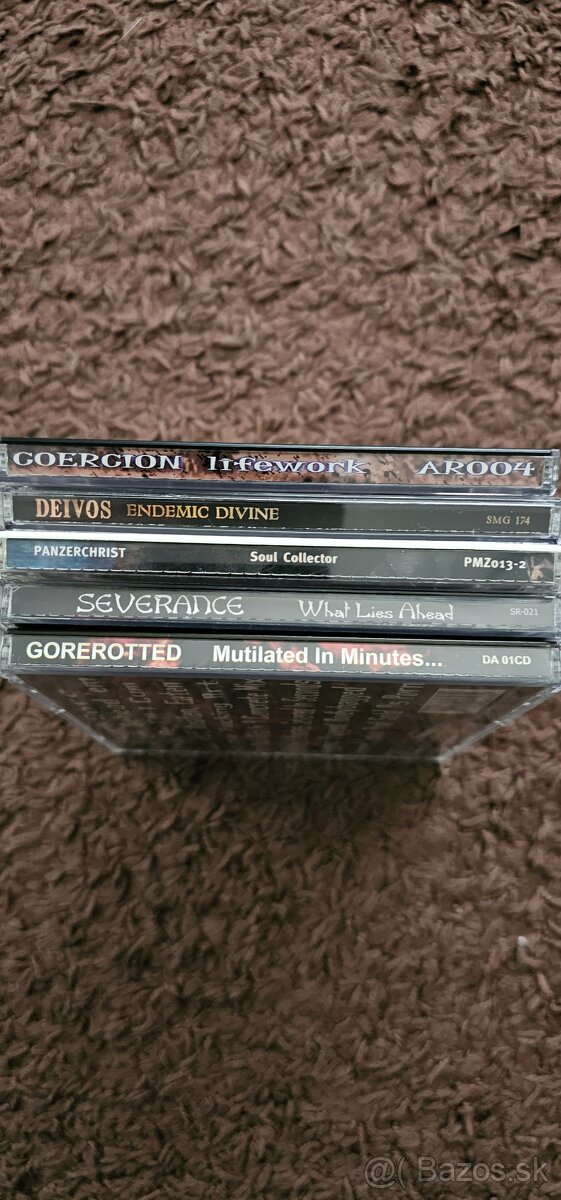 COERCION lifework AR004
DEIVOS ENDEMIC DIVINE SMG 174
PANZERCHRIST Soul Collector PMZ013-2
SEVERANCE What Lies Ahead SR-021
GOREROTTED Mutilated In Minutes... DA 01CD
@( Bazos.sk